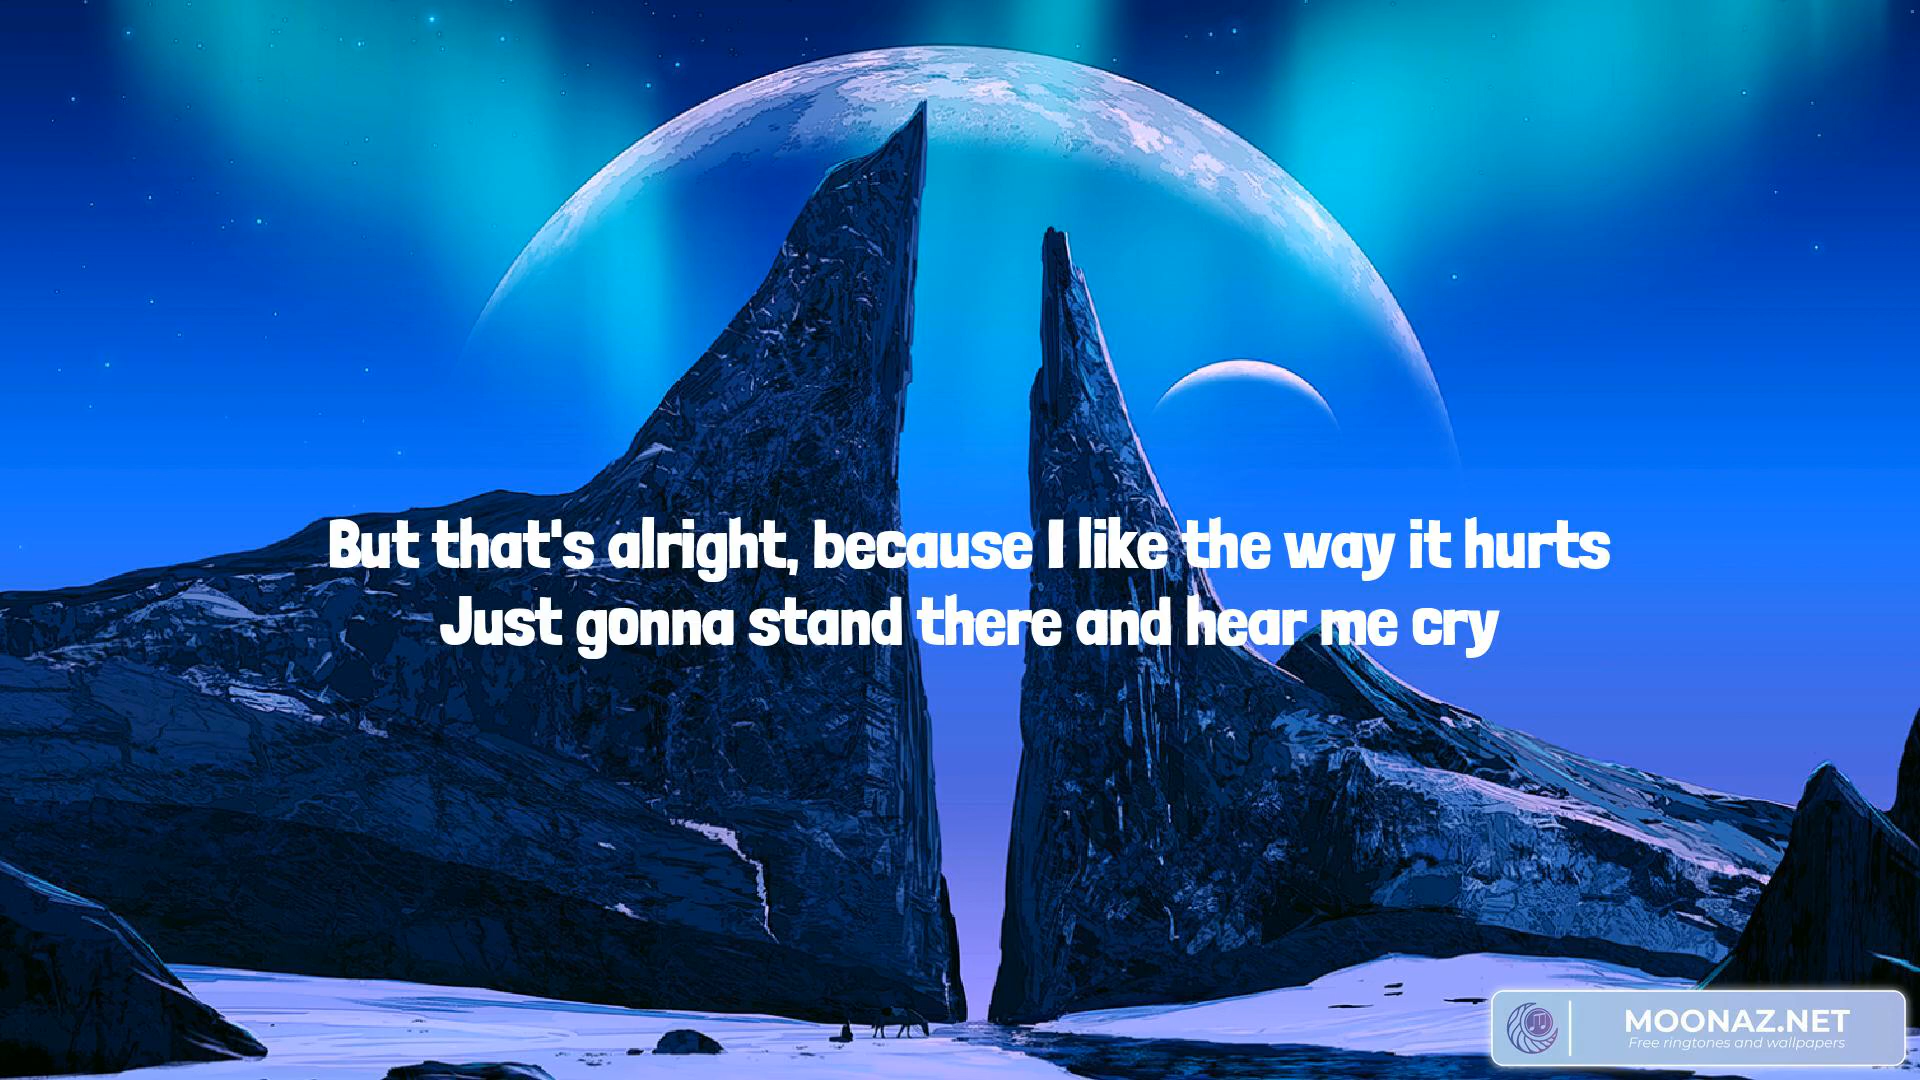 But that's alright, because I like the way it hurts
Just gonna stand there and hear me cry
MOONAZ.NET
Free ringtones and wallpapers